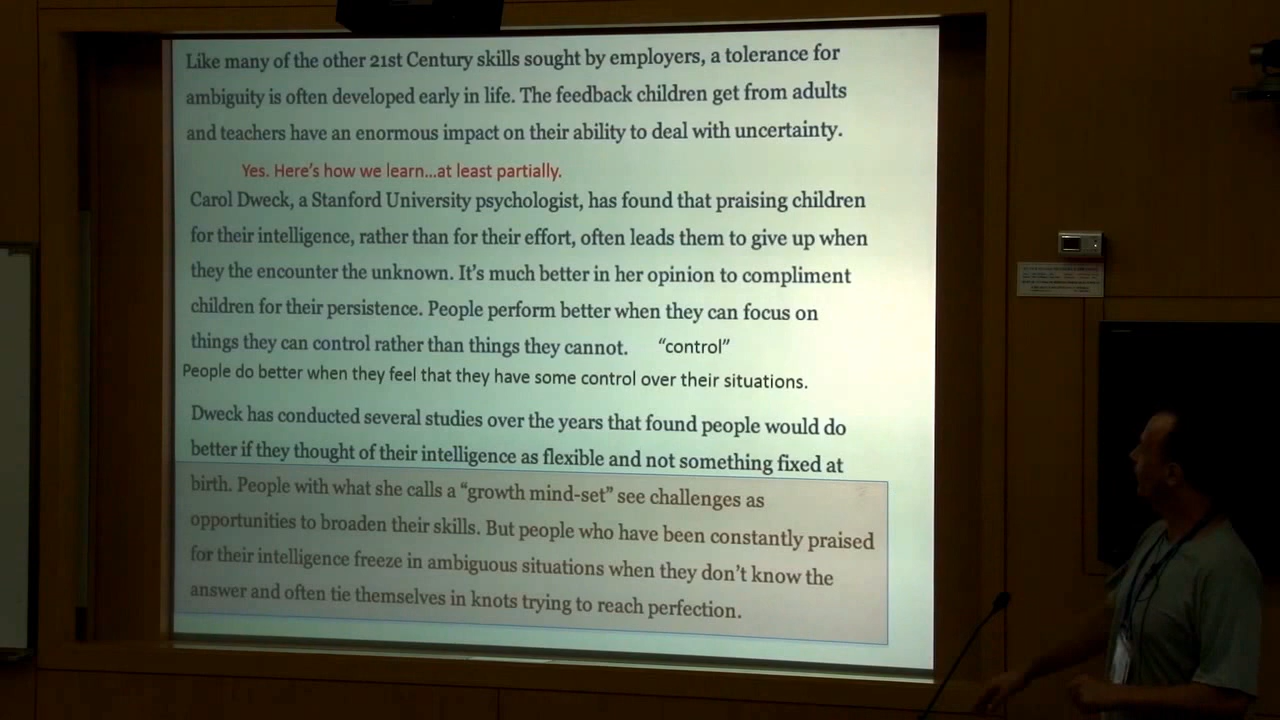 Like many of the other 21st Century skills sought by employers, a tolerance for
ambiguity is often developed early in life. The feedback children get from adults
and teachers have an enormous impact on their ability to deal with uncertainty.
Yes. Here's how we learn...at least partially.
Carol Dweck, a Stanford University psychologist, has found that praising children
for their intelligence, rather than for their effort, often leads them to give up when
they the encounter the unknown. It's much better in her opinion to compliment
children for their persistence. People perform better when they can focus on
things they can control rather than things they cannot. "control"
People do better when they feel that they have some control over their situations.
Dweck has conducted several studies over the years that found people would do
better if they thought of their intelligence as flexible and not something fixed at
birth. People with what she calls a "growth mind-set" see challenges as
opportunities to broaden their skills. But people who have been constantly praised
for their intelligence freeze in ambiguous situations when they don't know the
answer and often tie themselves in knots trying to reach perfection.